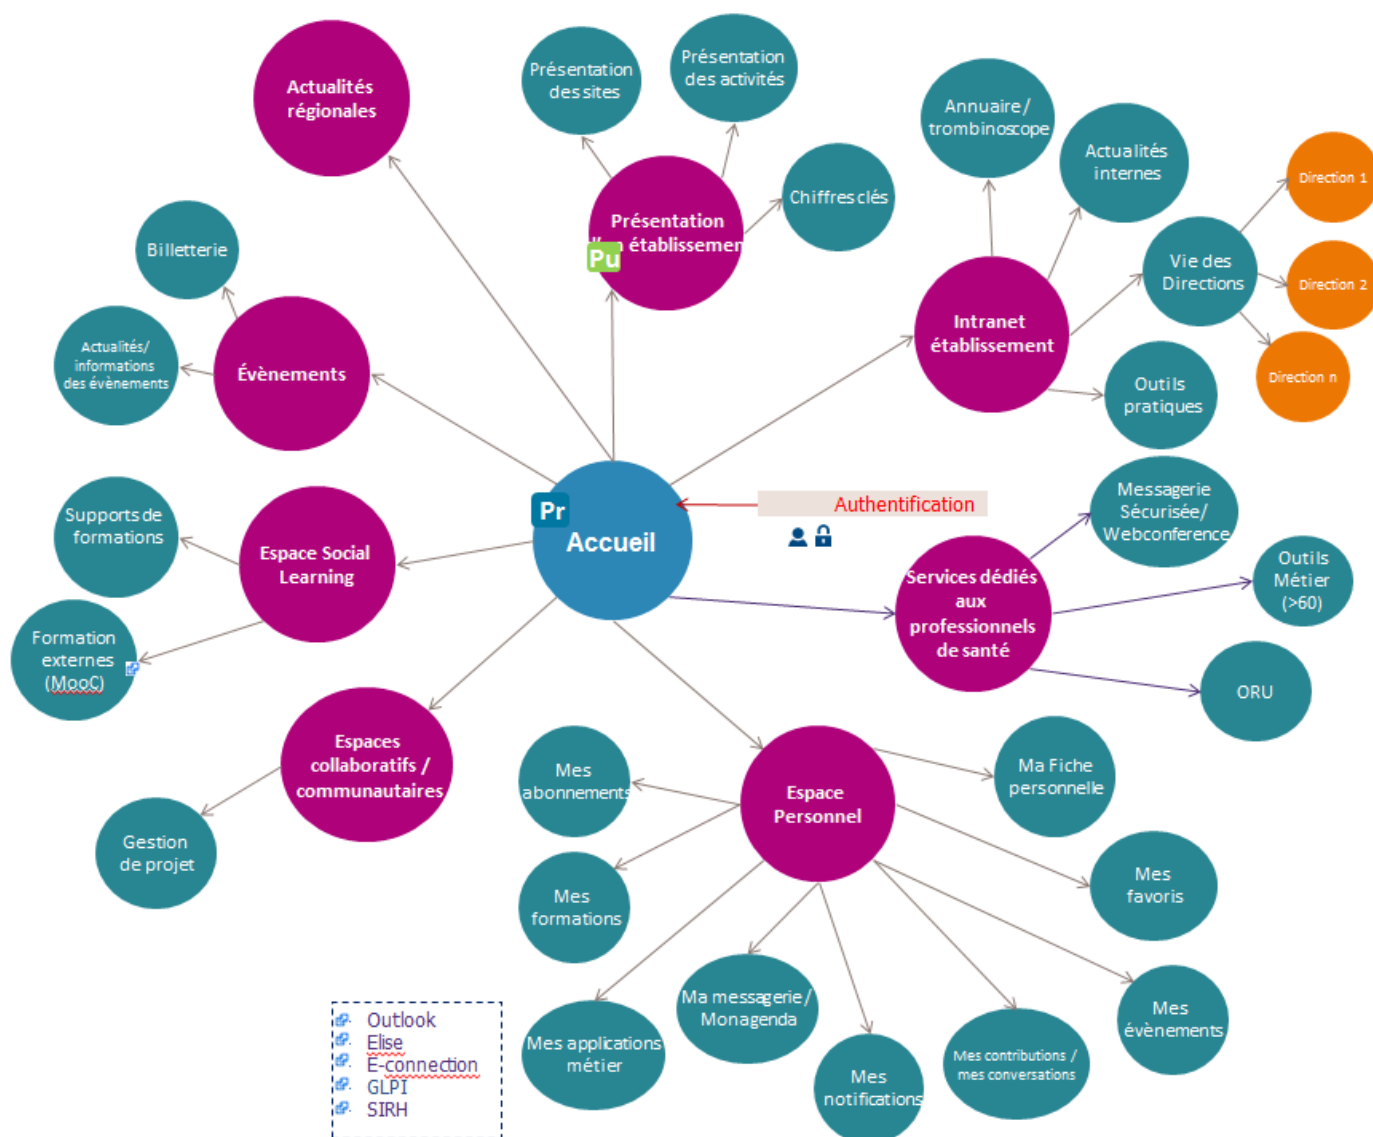 Actualités
régionales
Présentation
des sites
Présentation
des activités
Chiffres clés
Présentation
d'un établissement
Pu
Annuaire /
trombinoscope
Actualités
internes
Vie des
Directions
Direction 1
Direction 2
Direction n
Intranet
établissement
Outils
pratiques
Billetterie
Actualités/
informations
des évènements
Évènements
Supports de
formations
Espace Social
Learning
Formation
externes
(MooC)
Pr
Accueil
Authentification
Messagerie
Sécurisée/
Webconference
Services dédiés
aux
professionnels
de santé
Outils
Métier
(>60)
ORU
Espaces
collaboratifs /
communautaires
Gestion
de projet
Mes
abonnements
Espace
Personnel
Ma Fiche
personnelle
Mes
formations
Mes
favoris
Mes applications
métier
Ma messagerie /
Mon agenda
Mes
notifications
Mes contributions /
mes conversations
Mes
évènements
Outlook
Elise
E-connection
GLPI
SIRH